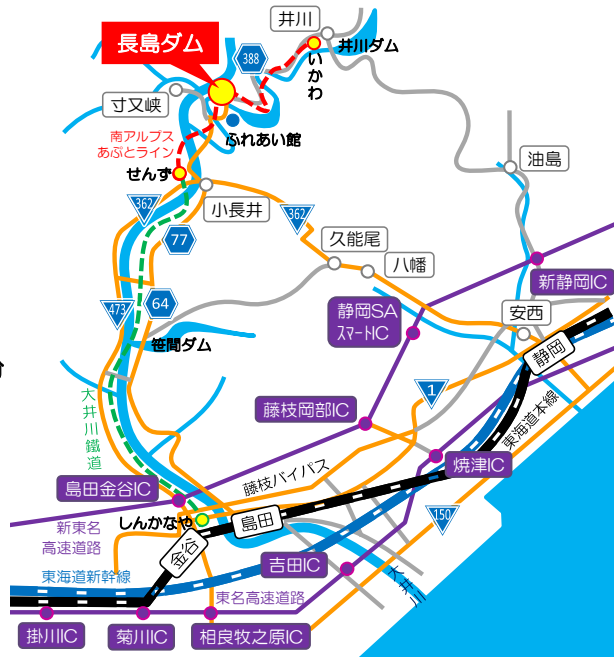 井川
長島ダム
388
いかわ
井川ダム
寸又峡
ふれあい館
南アルプス
あぷとライン
せんず
油島
362
小長井
362
77
久能尾
八幡
新静岡IC
473
64
静岡SA
スマートIC
安西
笹間ダム
静岡
1
大井川鐵道
藤枝岡部IC
東海道本線
焼津IC
島田金谷IC
藤枝バイパス
150
しんかなや
島田
新東名
高速道路
金谷
吉田IC
大井川
東海道新幹線
東名高速道路
掛川IC
菊川IC
相良牧之原IC